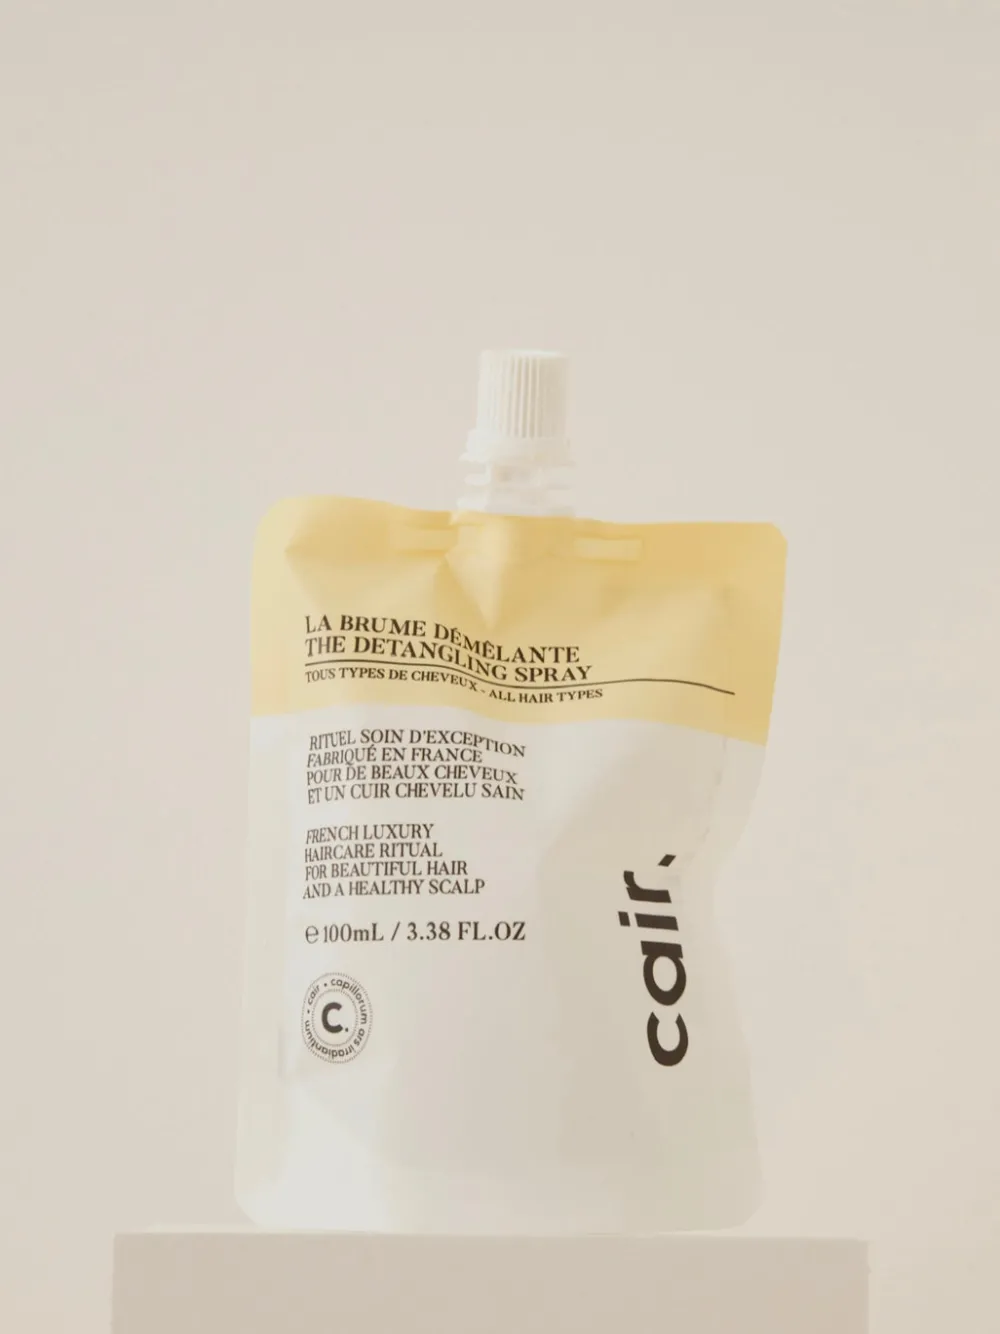 LA BRUME DÉMÊLANTE
THE DETANGLING SPRAY
TOUS TYPES DE CHEVEUX - ALL HAIR TYPES
RITUEL SOIN D'EXCEPTION
FABRIQUÉ EN FRANCE
POUR DE BEAUX CHEVEUX
ET UN CUIR CHEVELU SAIN
FRENCH LUXURY
HAIRCARE RITUAL
FOR BEAUTIFUL HAIR
AND A HEALTHY SCALP
℮ 100mL / 3.38 FL.OZ
cair.
• cair • capillorum ars irradiantium
C.